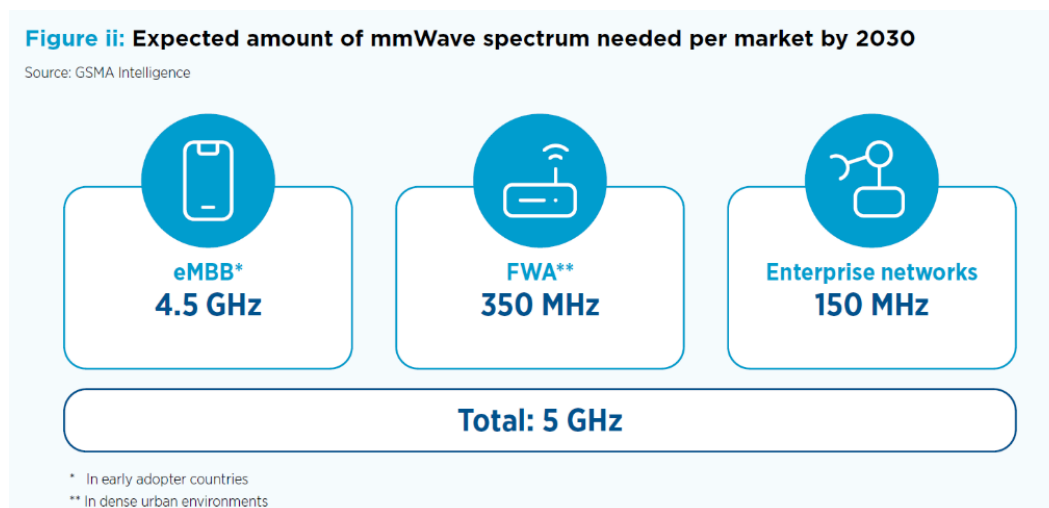 Figure ii: Expected amount of mmWave spectrum needed per market by 2030
Source: GSMA Intelligence
eMBB*
4.5 GHz
FWA**
350 MHz
Enterprise networks
150 MHz
Total: 5 GHz
* In early adopter countries
** In dense urban environments